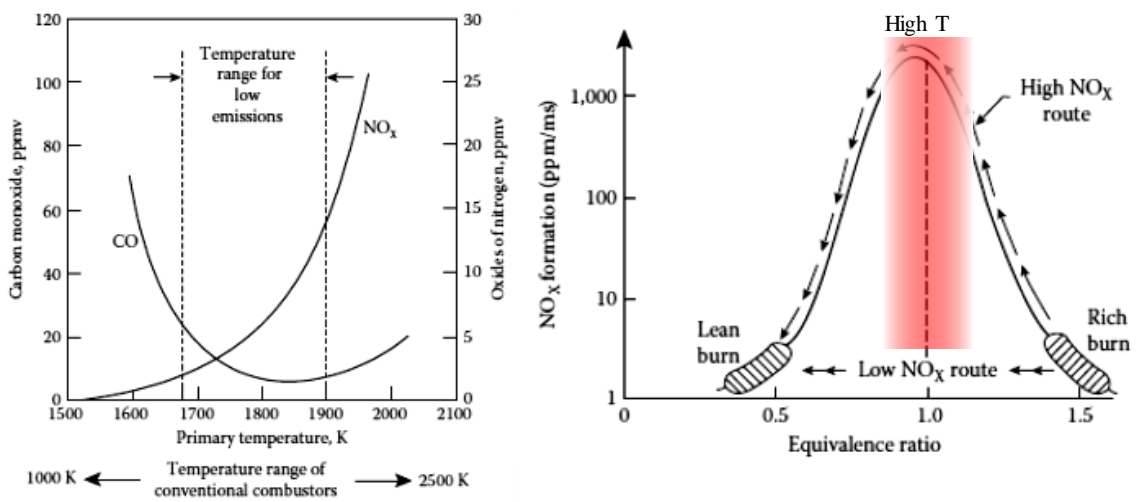 120
100
80
60
40
20
0
Carbon monoxide, ppmv
Temperature
range for
low
emissions
CO
NOx
30
25
20
15
30
5
0
Oxides of nitrogen, ppmv
1500
1600
1700
1800
1900
2000
2100
Primary temperature, K
1000 K
Temperature range of
conventional combustors
2500 K
High T
1,000
100
10
1
NOX formation (ppm/ms)
High NOX
route
Lean
burn
Low NOX route
Rich
burn
0
0.5
1.0
1.5
Equivalence ratio